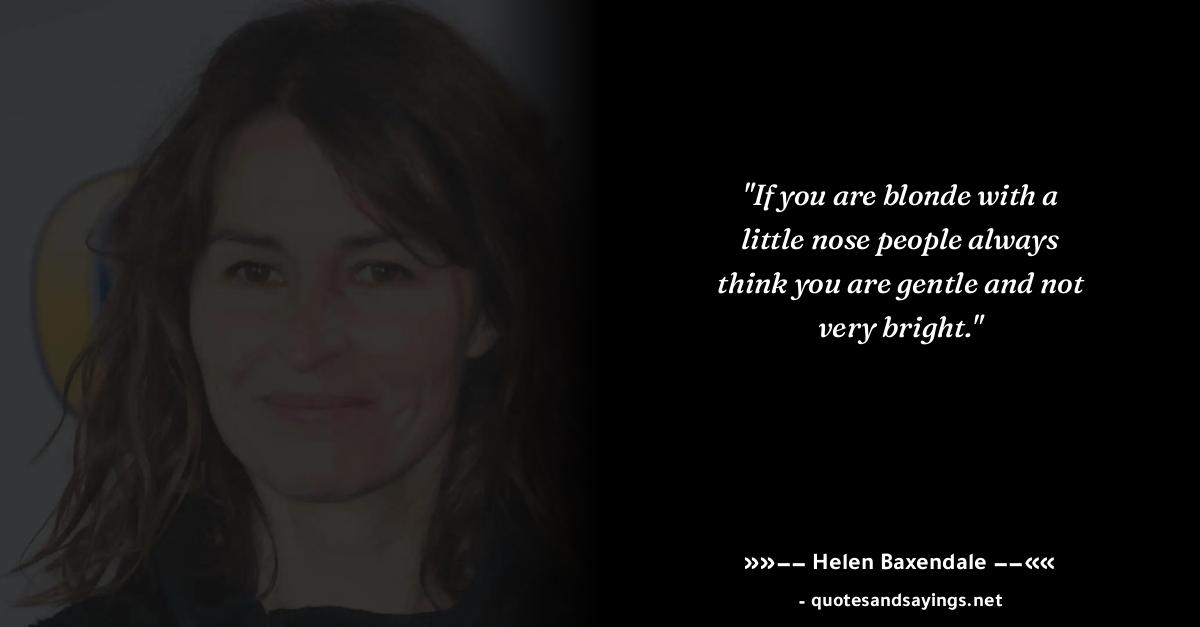 "If you are blonde with a
little nose people always
think you are gentle and not
very bright."
»»–– Helen Baxendale ––««
- quotesandsayings.net